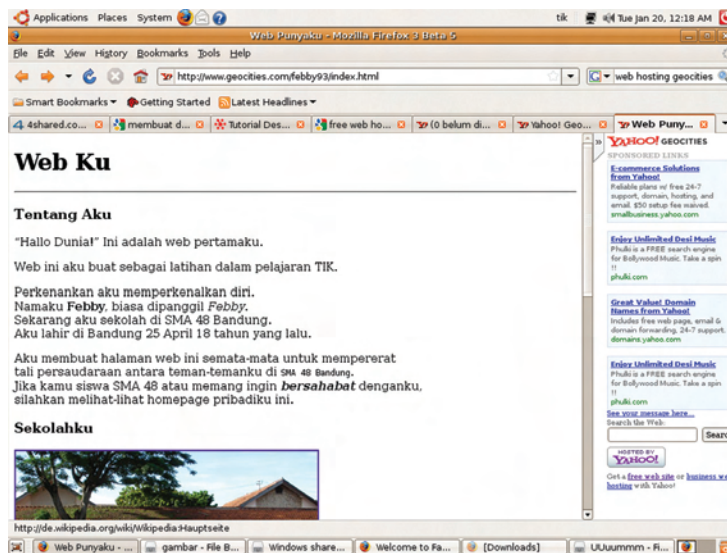 Applications Places System
tik Tue Jan 20, 12:18 AM
Web Punyaku - Mozilla Firefox 3 Beta 5
File Edit View History Bookmarks Tools Help
http://www.geocities.com/febby93/index.html
web hosting geocities
Smart Bookmarks Getting Started Latest Headlines
4shared.co... membuat d... Tutorial Des... free web ho... (0 belum di... Yahoo! Geo... Web Puny...
Web Ku
Tentang Aku
“Hallo Dunia!” Ini adalah web pertamaku.
Web ini aku buat sebagai latihan dalam pelajaran TIK.
Perkenankan aku memperkenalkan diri.
Namaku Febby, biasa dipanggil Febby.
Sekarang aku sekolah di SMA 48 Bandung.
Aku lahir di Bandung 25 April 18 tahun yang lalu.
Aku membuat halaman web ini semata-mata untuk mempererat
tali persaudaraan antara teman-temanku di SMA 48 Bandung.
Jika kamu siswa SMA 48 atau memang ingin bersahabat denganku,
silahkan melihat-lihat homepage pribadiku ini.
Sekolahku
YAHOO! GEOCITIES
SPONSORED LINKS
E-commerce Solutions
from Yahoo!
Reliable plans w/ free 24-7
support, domain, hosting, and
email. $50 setup fee waived.
smallbusiness.yahoo.com
Enjoy Unlimited Desi Music
Phulki is a FREE search engine
for Bollywood Music. Take a spin
!!
phulki.com
Great Value! Domain
Names from Yahoo!
Includes free web page, email &
domain forwarding, 24-7 support.
domains.yahoo.com
Enjoy Unlimited Desi Music
Phulki is a FREE search engine
for Bollywood Music. Take a spin
!!
phulki.com
See your message here...
Search the Web:
Searc
HOSTED BY
YAHOO!
Get a free web site or business we
hosting with Yahoo!
http://de.wikipedia.org/wiki/Wikipedia:Hauptseite
Web Punyaku - ... gambar - File B... Windows share... Welcome to Fa... [Downloads] UUuummm - Fi...